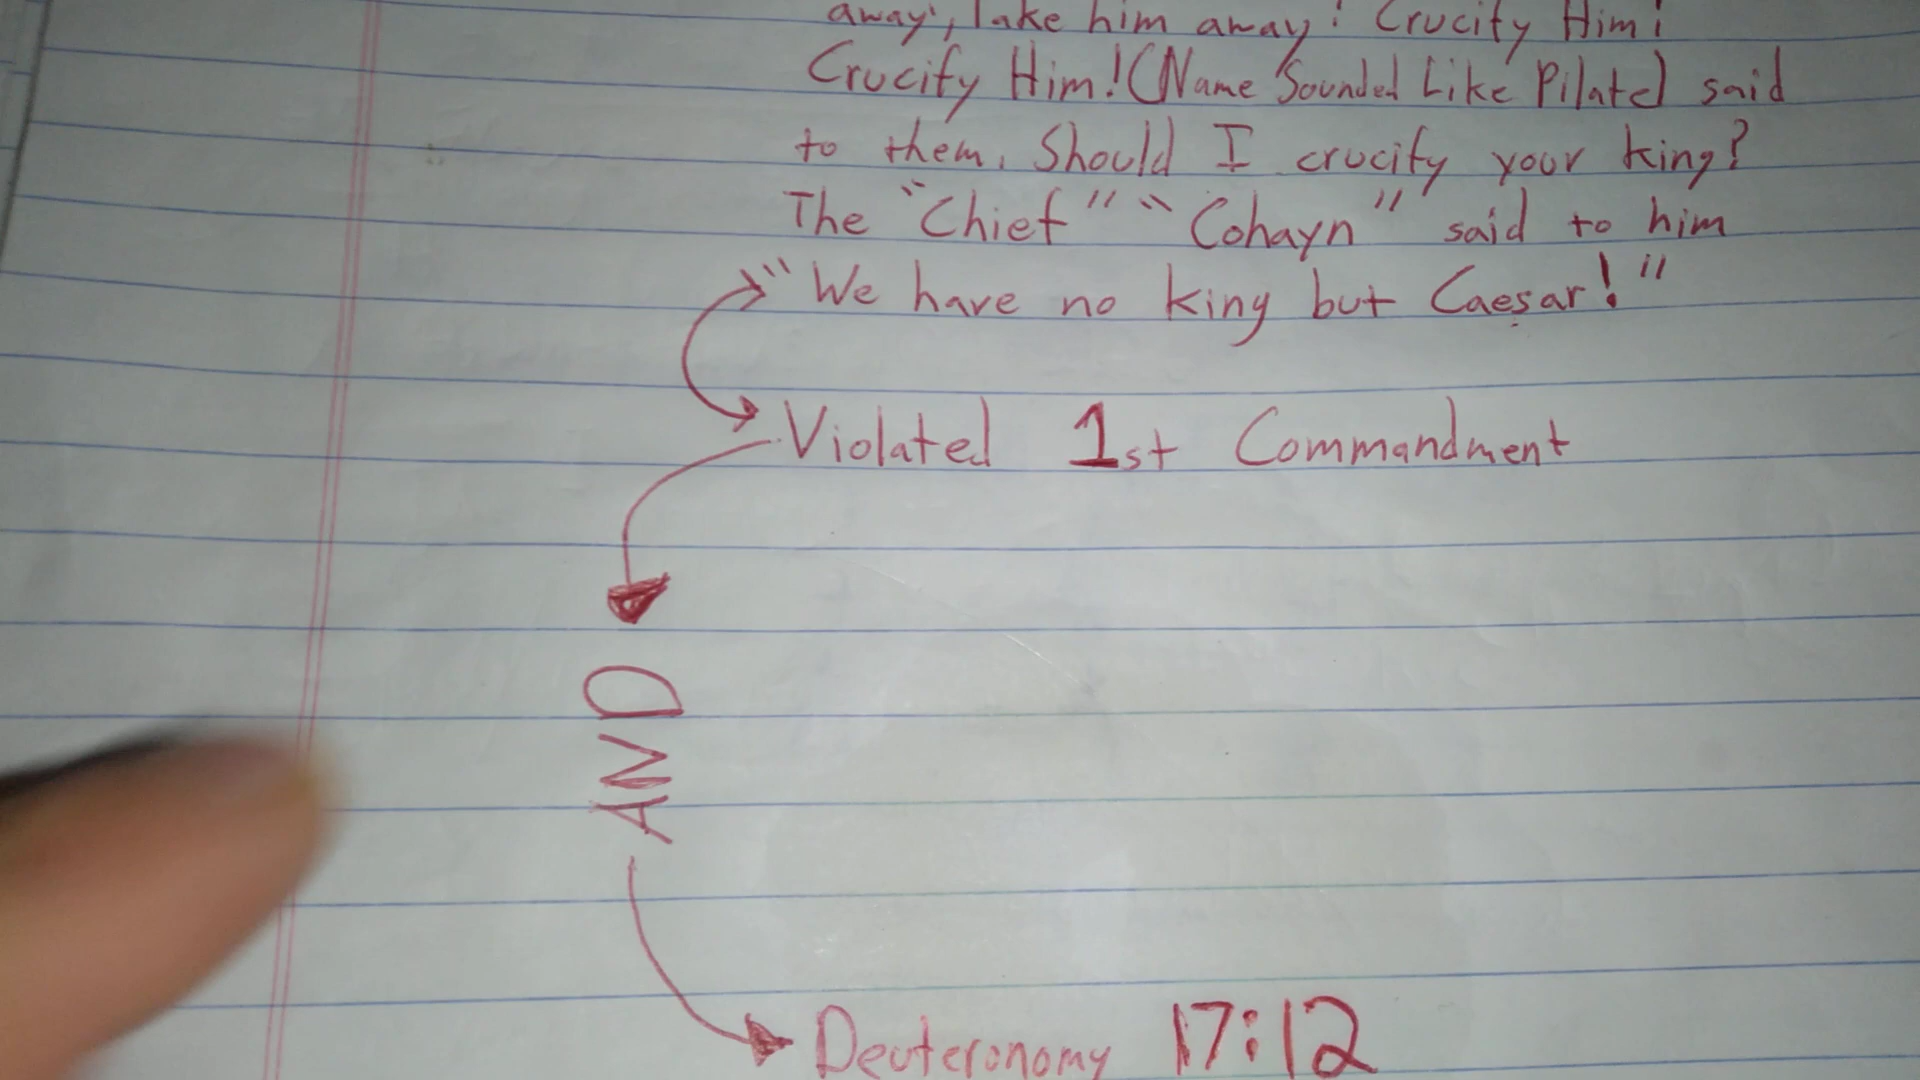 away, take him away! Crucify Him!
Crucify Him! (Name Sounded Like Pilate) said
to them. Should I crucify your king?
The "Chief" "Cohayn" said to him
"We have no king but Caesar!"
Violated 1st Commandment
AND
Deuteronomy 17:12